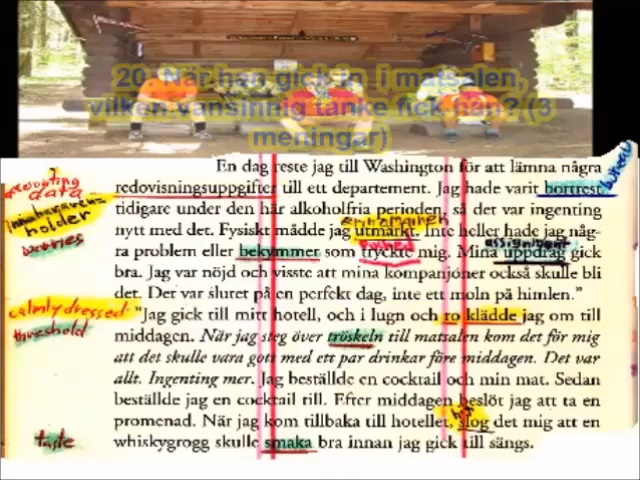 20) När han gick in i matsalen,
vilken vansinnig tanke fick han? (3
meningar)
En dag reste jag till Washington för att lämna några
redovisningsuppgifter till ett departement. Jag hade varit bortrest
tidigare under den här alkoholfria perioden, så det var ingenting
nytt med det. Fysiskt mådde jag utmärkt. Inte heller hade jag någ-
ra problem eller bekymmer som tryckte mig. Mina uppdrag gick
bra. Jag var nöjd och visste att mina kompanjoner också skulle bli
det. Det var slutet på en perfekt dag, inte ett moln på himlen."
"Jag gick till mitt hotell, och i lugn och ro klädde jag om till
middagen. När jag steg över tröskeln till matsalen kom det för mig
att det skulle vara gott med ett par drinkar före middagen. Det var
allt. Ingenting mer. Jag beställde en cocktail och min mat. Sedan
beställde jag en cocktail till. Efter middagen beslöt jag att ta en
promenad. När jag kom tillbaka till hotellet, slog det mig att en
whiskygrogg skulle smaka bra innan jag gick till sängs.
accounting
data
holder
worries
calmly dressed
threshold
taste
assignment
hit